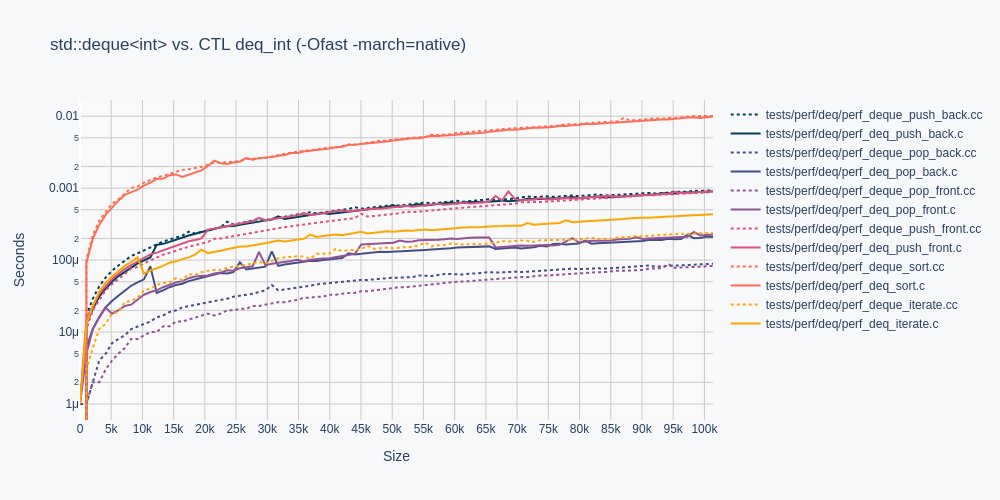 std::deque<int> vs. CTL deq_int (-Ofast -march=native)
Seconds
0.01
5
2
0.001
5
2
100µ
5
2
10µ
5
2
1µ
0 5k 10k 15k 20k 25k 30k 35k 40k 45k 50k 55k 60k 65k 70k 75k 80k 85k 90k 95k 100k
Size
tests/perf/deq/perf_deque_push_back.cc
tests/perf/deq/perf_deq_push_back.c
tests/perf/deq/perf_deque_pop_back.cc
tests/perf/deq/perf_deq_pop_back.c
tests/perf/deq/perf_deque_pop_front.cc
tests/perf/deq/perf_deq_pop_front.c
tests/perf/deq/perf_deque_push_front.cc
tests/perf/deq/perf_deq_push_front.c
tests/perf/deq/perf_deque_sort.cc
tests/perf/deq/perf_deq_sort.c
tests/perf/deq/perf_deque_iterate.cc
tests/perf/deq/perf_deq_iterate.c